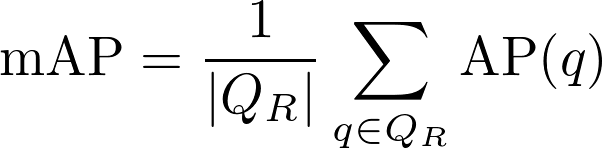 mAP = \frac{1}{|Q_R|} \sum_{q \in Q_R} AP(q)